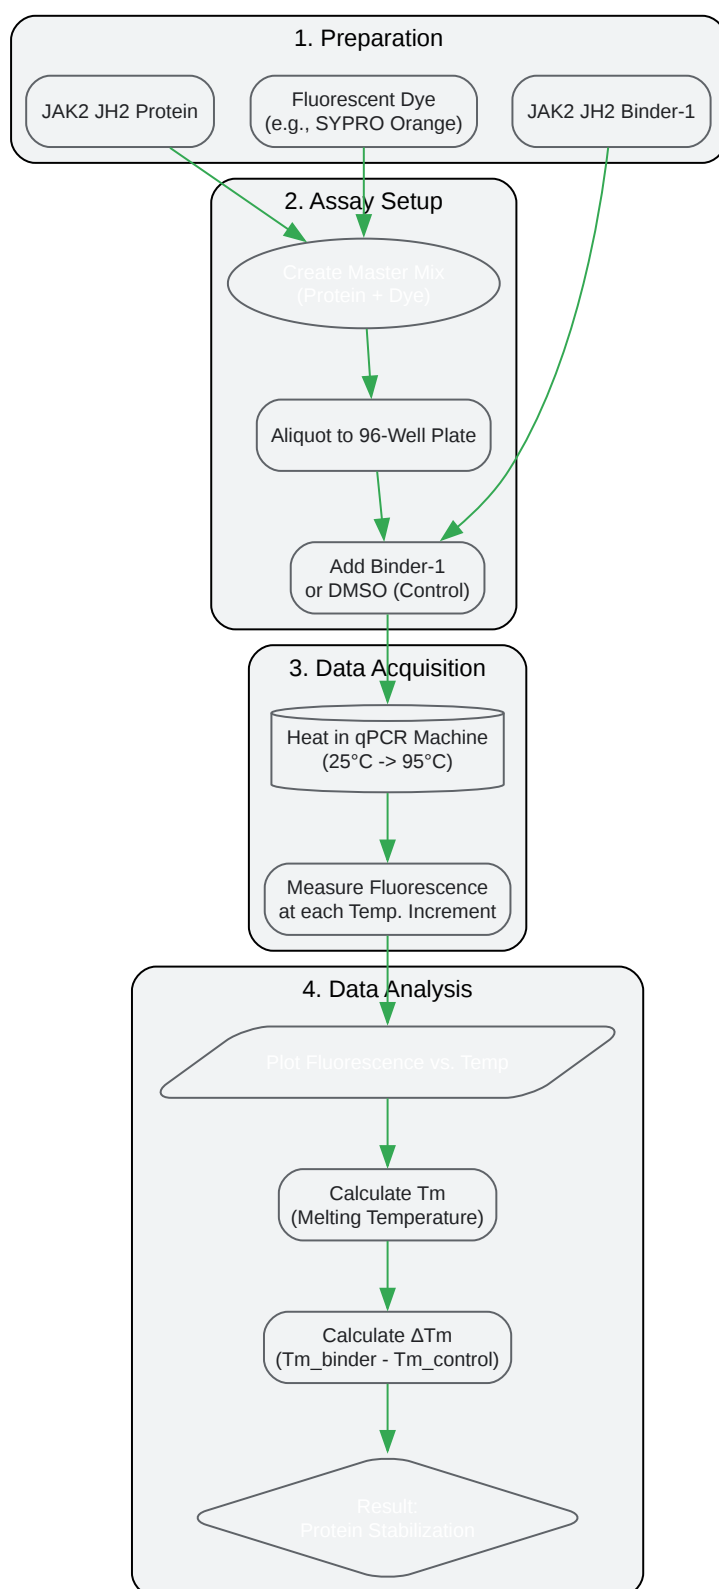 1. Preparation
JAK2 JH2 Protein
Fluorescent Dye
(e.g., SYPRO Orange)
JAK2 JH2 Binder-1
2. Assay Setup
Create Master Mix
(Protein + Dye)
Aliquot to 96-Well Plate
Add Binder-1
or DMSO (Control)
3. Data Acquisition
Heat in qPCR Machine
(25°C -> 95°C)
Measure Fluorescence
at each Temp. Increment
4. Data Analysis
Plot Fluorescence vs. Temp
Calculate Tm
(Melting Temperature)
Calculate ΔTm
(Tm_binder - Tm_control)
Result:
Protein Stabilization